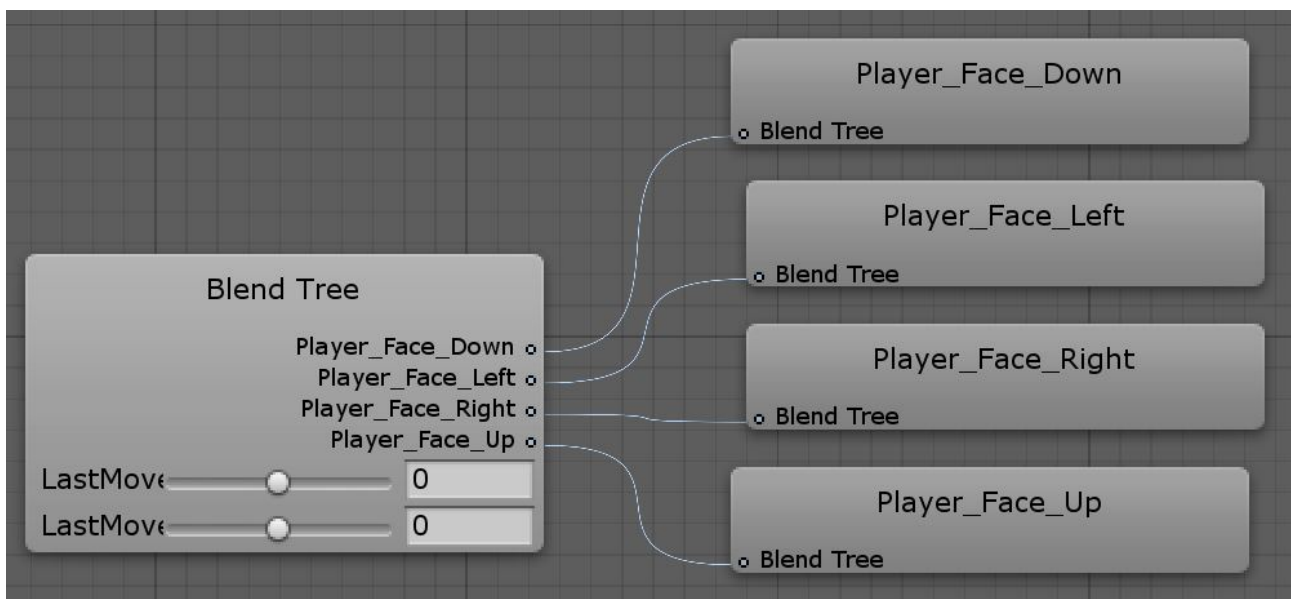 Blend Tree
Player_Face_Down
Player_Face_Left
Player_Face_Right
Player_Face_Up
LastMove 0
LastMove 0
Player_Face_Down
Blend Tree
Player_Face_Left
Blend Tree
Player_Face_Right
Blend Tree
Player_Face_Up
Blend Tree